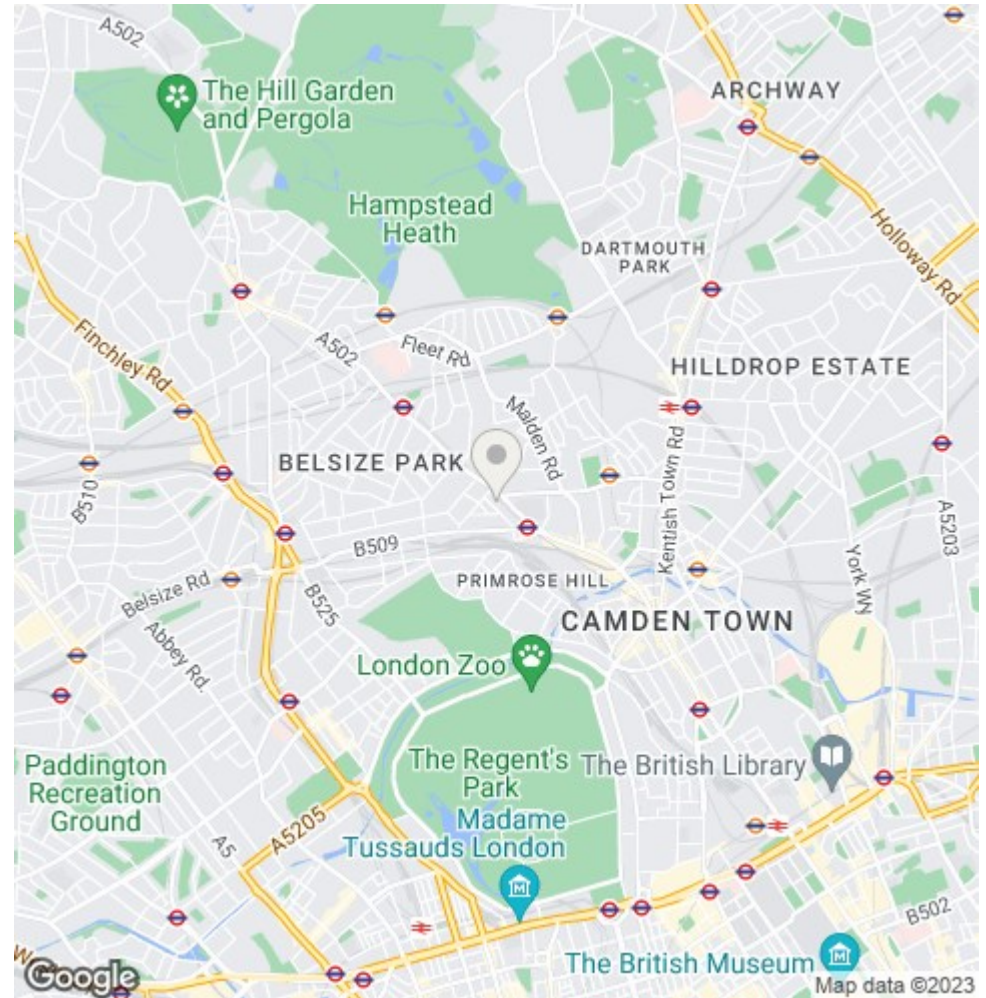 A502
The Hill Garden
and Pergola
ARCHWAY
Hampstead
Heath
DARTMOUTH
PARK
Holloway Rd
Finchley Rd
A502
Fleet Rd
HILLDROP ESTATE
Malden Rd
BELSIZE PARK
Kentish Town Rd
B510
A5203
B509
York Wy
PRIMROSE HILL
Belsize Rd
B525
CAMDEN TOWN
Abbey Rd.
London Zoo
The Regent's
Park
The British Library
Paddington
Recreation
Ground
Madame
Tussauds London
A5
A5205
B502
The British Museum
Google
Map data ©2023